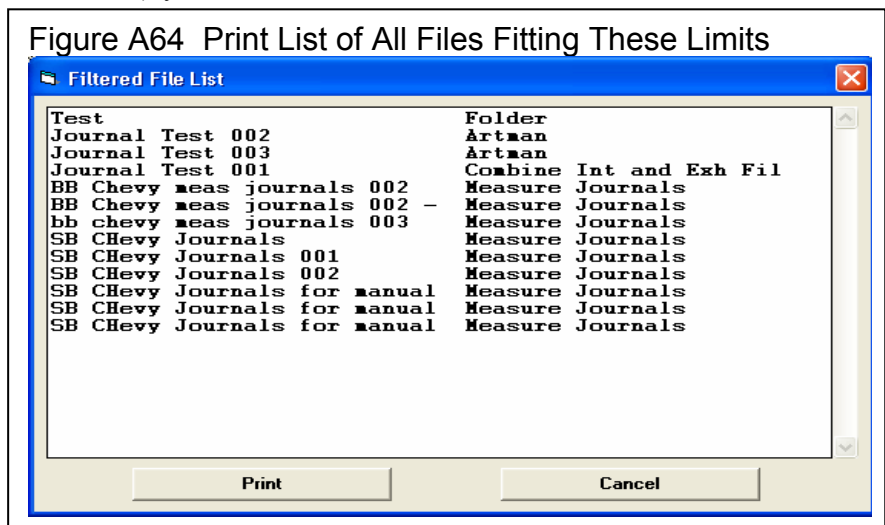 Figure A64 Print List of All Files Fitting These Limits
Filtered File List
Test Folder
Journal Test 002 Artman
Journal Test 003 Artman
Journal Test 001 Combine Int and Exh Fil
BB Chevy meas journals 002 Measure Journals
BB Chevy meas journals 002 - Measure Journals
bb chevy meas journals 003 Measure Journals
SB CHevy Journals Measure Journals
SB CHevy Journals 001 Measure Journals
SB CHevy Journals 002 Measure Journals
SB CHevy Journals for manual Measure Journals
SB CHevy Journals for manual Measure Journals
SB CHevy Journals for manual Measure Journals
Print Cancel